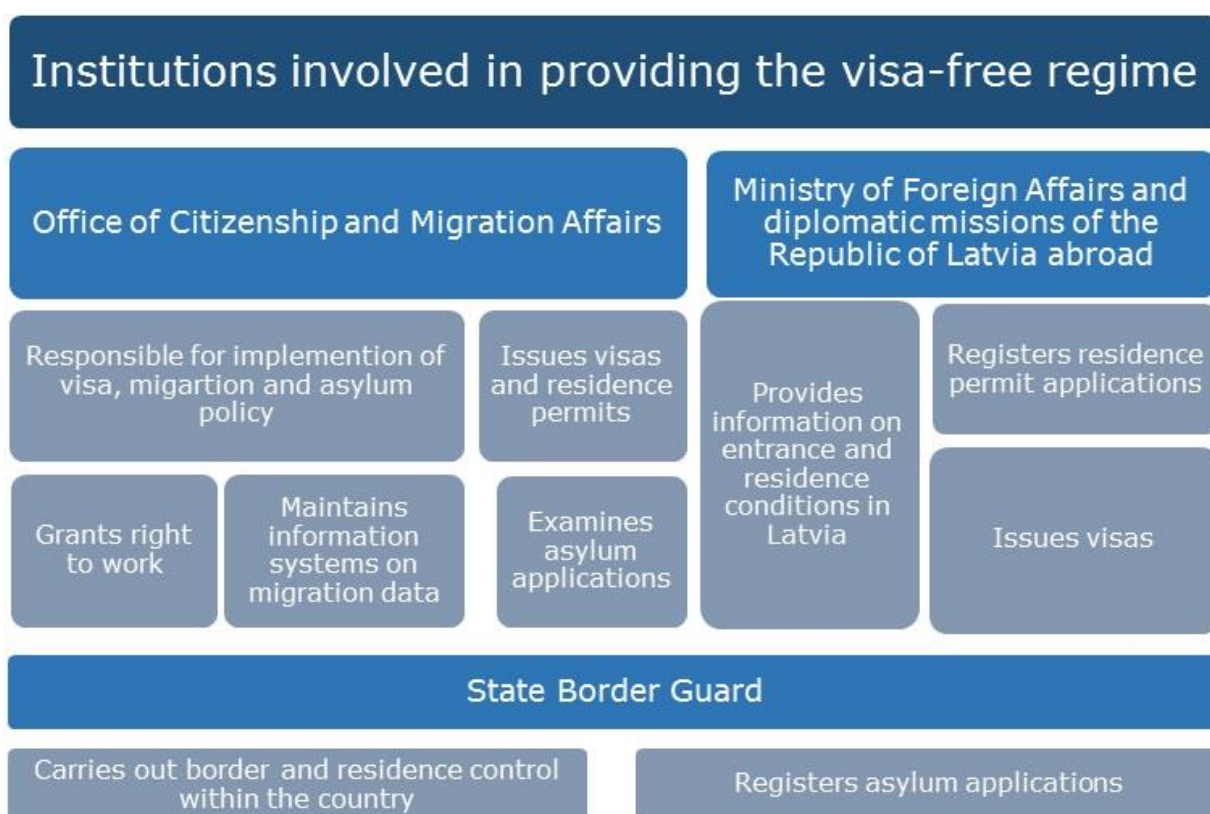 Institutions involved in providing the visa-free regime
Office of Citizenship and Migration Affairs
Responsible for implemention of
visa, migartion and asylum
policy
Issues visas
and residence
permits
Grants right
to work
Maintains
information
systems on
migration data
Examines
asylum
applications
Ministry of Foreign Affairs and
diplomatic missions of the
Republic of Latvia abroad
Provides
information on
entrance and
residence
conditions in
Latvia
Registers residence
permit applications
Issues visas
State Border Guard
Carries out border and residence control
within the country
Registers asylum applications